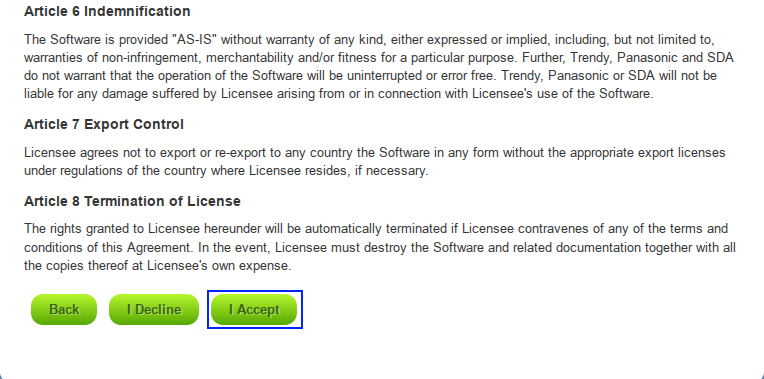 Article 6 Indemnification
The Software is provided "AS-IS" without warranty of any kind, either expressed or implied, including, but not limited to,
warranties of non-infringement, merchantability and/or fitness for a particular purpose. Further, Trendy, Panasonic and SDA
do not warrant that the operation of the Software will be uninterrupted or error free. Trendy, Panasonic or SDA will not be
liable for any damage suffered by Licensee arising from or in connection with Licensee's use of the Software.
Article 7 Export Control
Licensee agrees not to export or re-export to any country the Software in any form without the appropriate export licenses
under regulations of the country where Licensee resides, if necessary.
Article 8 Termination of License
The rights granted to Licensee hereunder will be automatically terminated if Licensee contravenes of any of the terms and
conditions of this Agreement. In the event, Licensee must destroy the Software and related documentation together with all
the copies thereof at Licensee's own expense.
Back I Decline I Accept